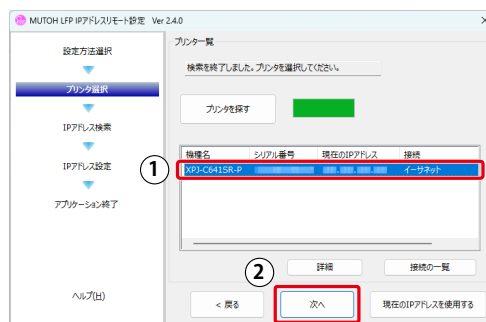 MUTOH LFP IPアドレスリモート設定 Ver 2.4.0
設定方法選択
プリンタ選択
IPアドレス検索
IPアドレス設定
アプリケーション終了
ヘルプ(H)
プリンター覧
検索を終了しました。プリンタを選択してください。
プリンタを探す
機種名 シリアル番号 現在のIPアドレス 接続
① XPJ-C641SR-P イーサネット
詳細 接続の一覧
②
< 戻る 次へ 現在のIPアドレスを使用する